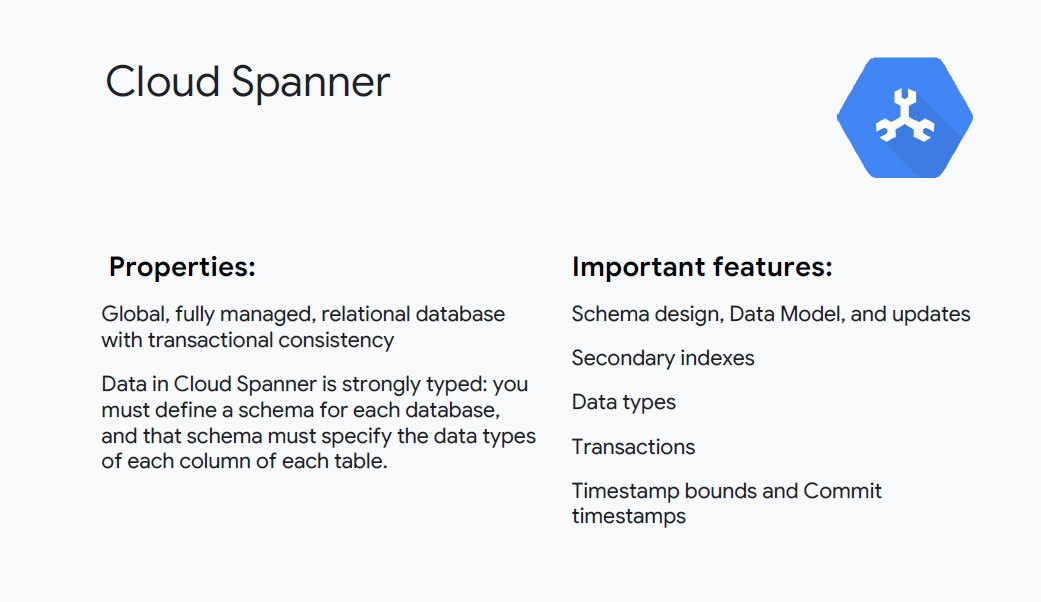 Cloud Spanner
Properties:
Global, fully managed, relational database
with transactional consistency
Data in Cloud Spanner is strongly typed: you
must define a schema for each database,
and that schema must specify the data types
of each column of each table.
Important features:
Schema design, Data Model, and updates
Secondary indexes
Data types
Transactions
Timestamp bounds and Commit
timestamps